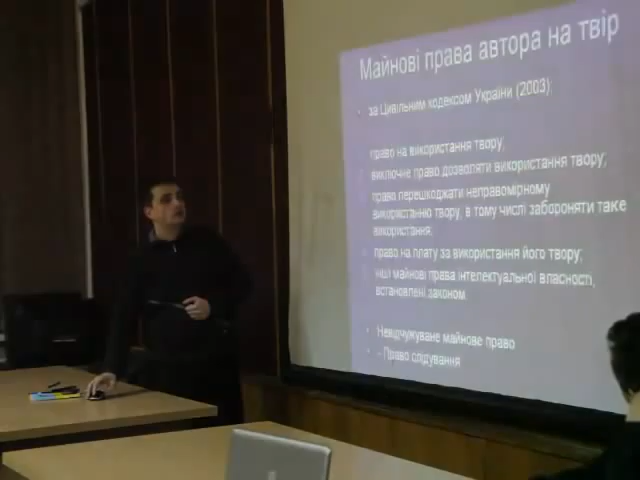 Майнові права автора на твір
за Цивільним кодексом України (2003):
право на використання твору;
виключне право дозволяти використання твору;
право перешкоджати неправомірному
використанню твору, в тому числі забороняти таке
використання;
право на плату за використання його твору;
інші майнові права інтелектуальної власності,
встановлені законом
Невідчужуване майнове право
- Право слідування